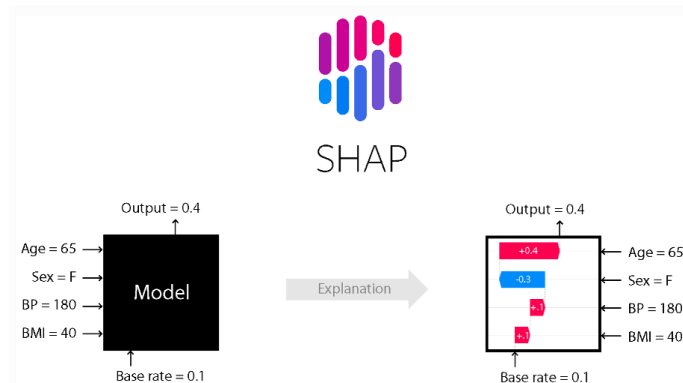 SHAP
Output = 0.4
Age = 65
Sex = F
BP = 180
BMI = 40
Model
Base rate = 0.1
Explanation
Output = 0.4
+0.4
-0.3
+.1
+.1
Age = 65
Sex = F
BP = 180
BMI = 40
Base rate = 0.1